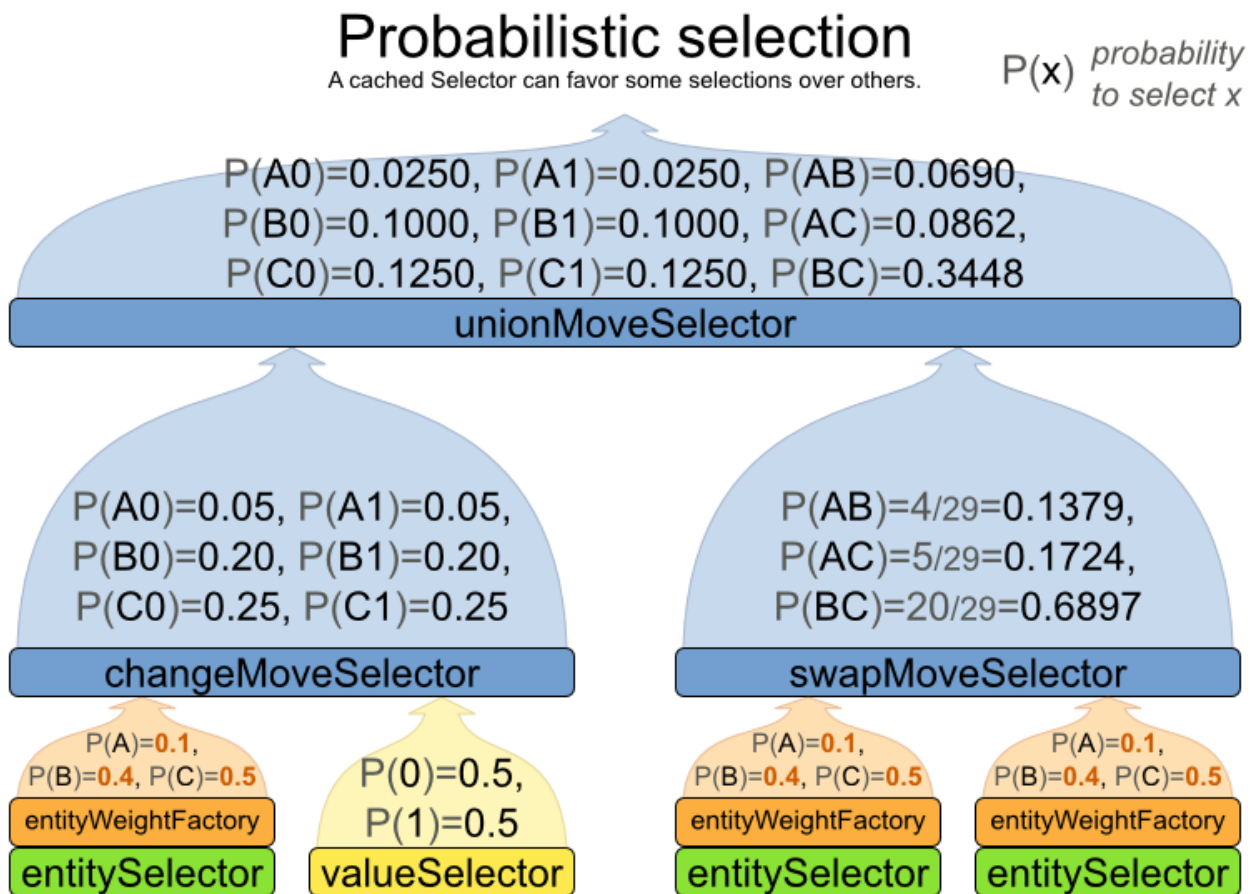 Probabilistic selection
A cached Selector can favor some selections over others.
P(x) probability
to select x
P(A0)=0.0250, P(A1)=0.0250, P(AB)=0.0690,
P(B0)=0.1000, P(B1)=0.1000, P(AC)=0.0862,
P(C0)=0.1250, P(C1)=0.1250, P(BC)=0.3448
unionMoveSelector
P(A0)=0.05, P(A1)=0.05,
P(B0)=0.20, P(B1)=0.20,
P(C0)=0.25, P(C1)=0.25
changeMoveSelector
P(AB)=4/29=0.1379,
P(AC)=5/29=0.1724,
P(BC)=20/29=0.6897
swapMoveSelector
P(A)=0.1,
P(B)=0.4, P(C)=0.5
entityWeightFactory
entitySelector
P(0)=0.5,
P(1)=0.5
valueSelector
P(A)=0.1,
P(B)=0.4, P(C)=0.5
entityWeightFactory
entitySelector
P(A)=0.1,
P(B)=0.4, P(C)=0.5
entityWeightFactory
entitySelector